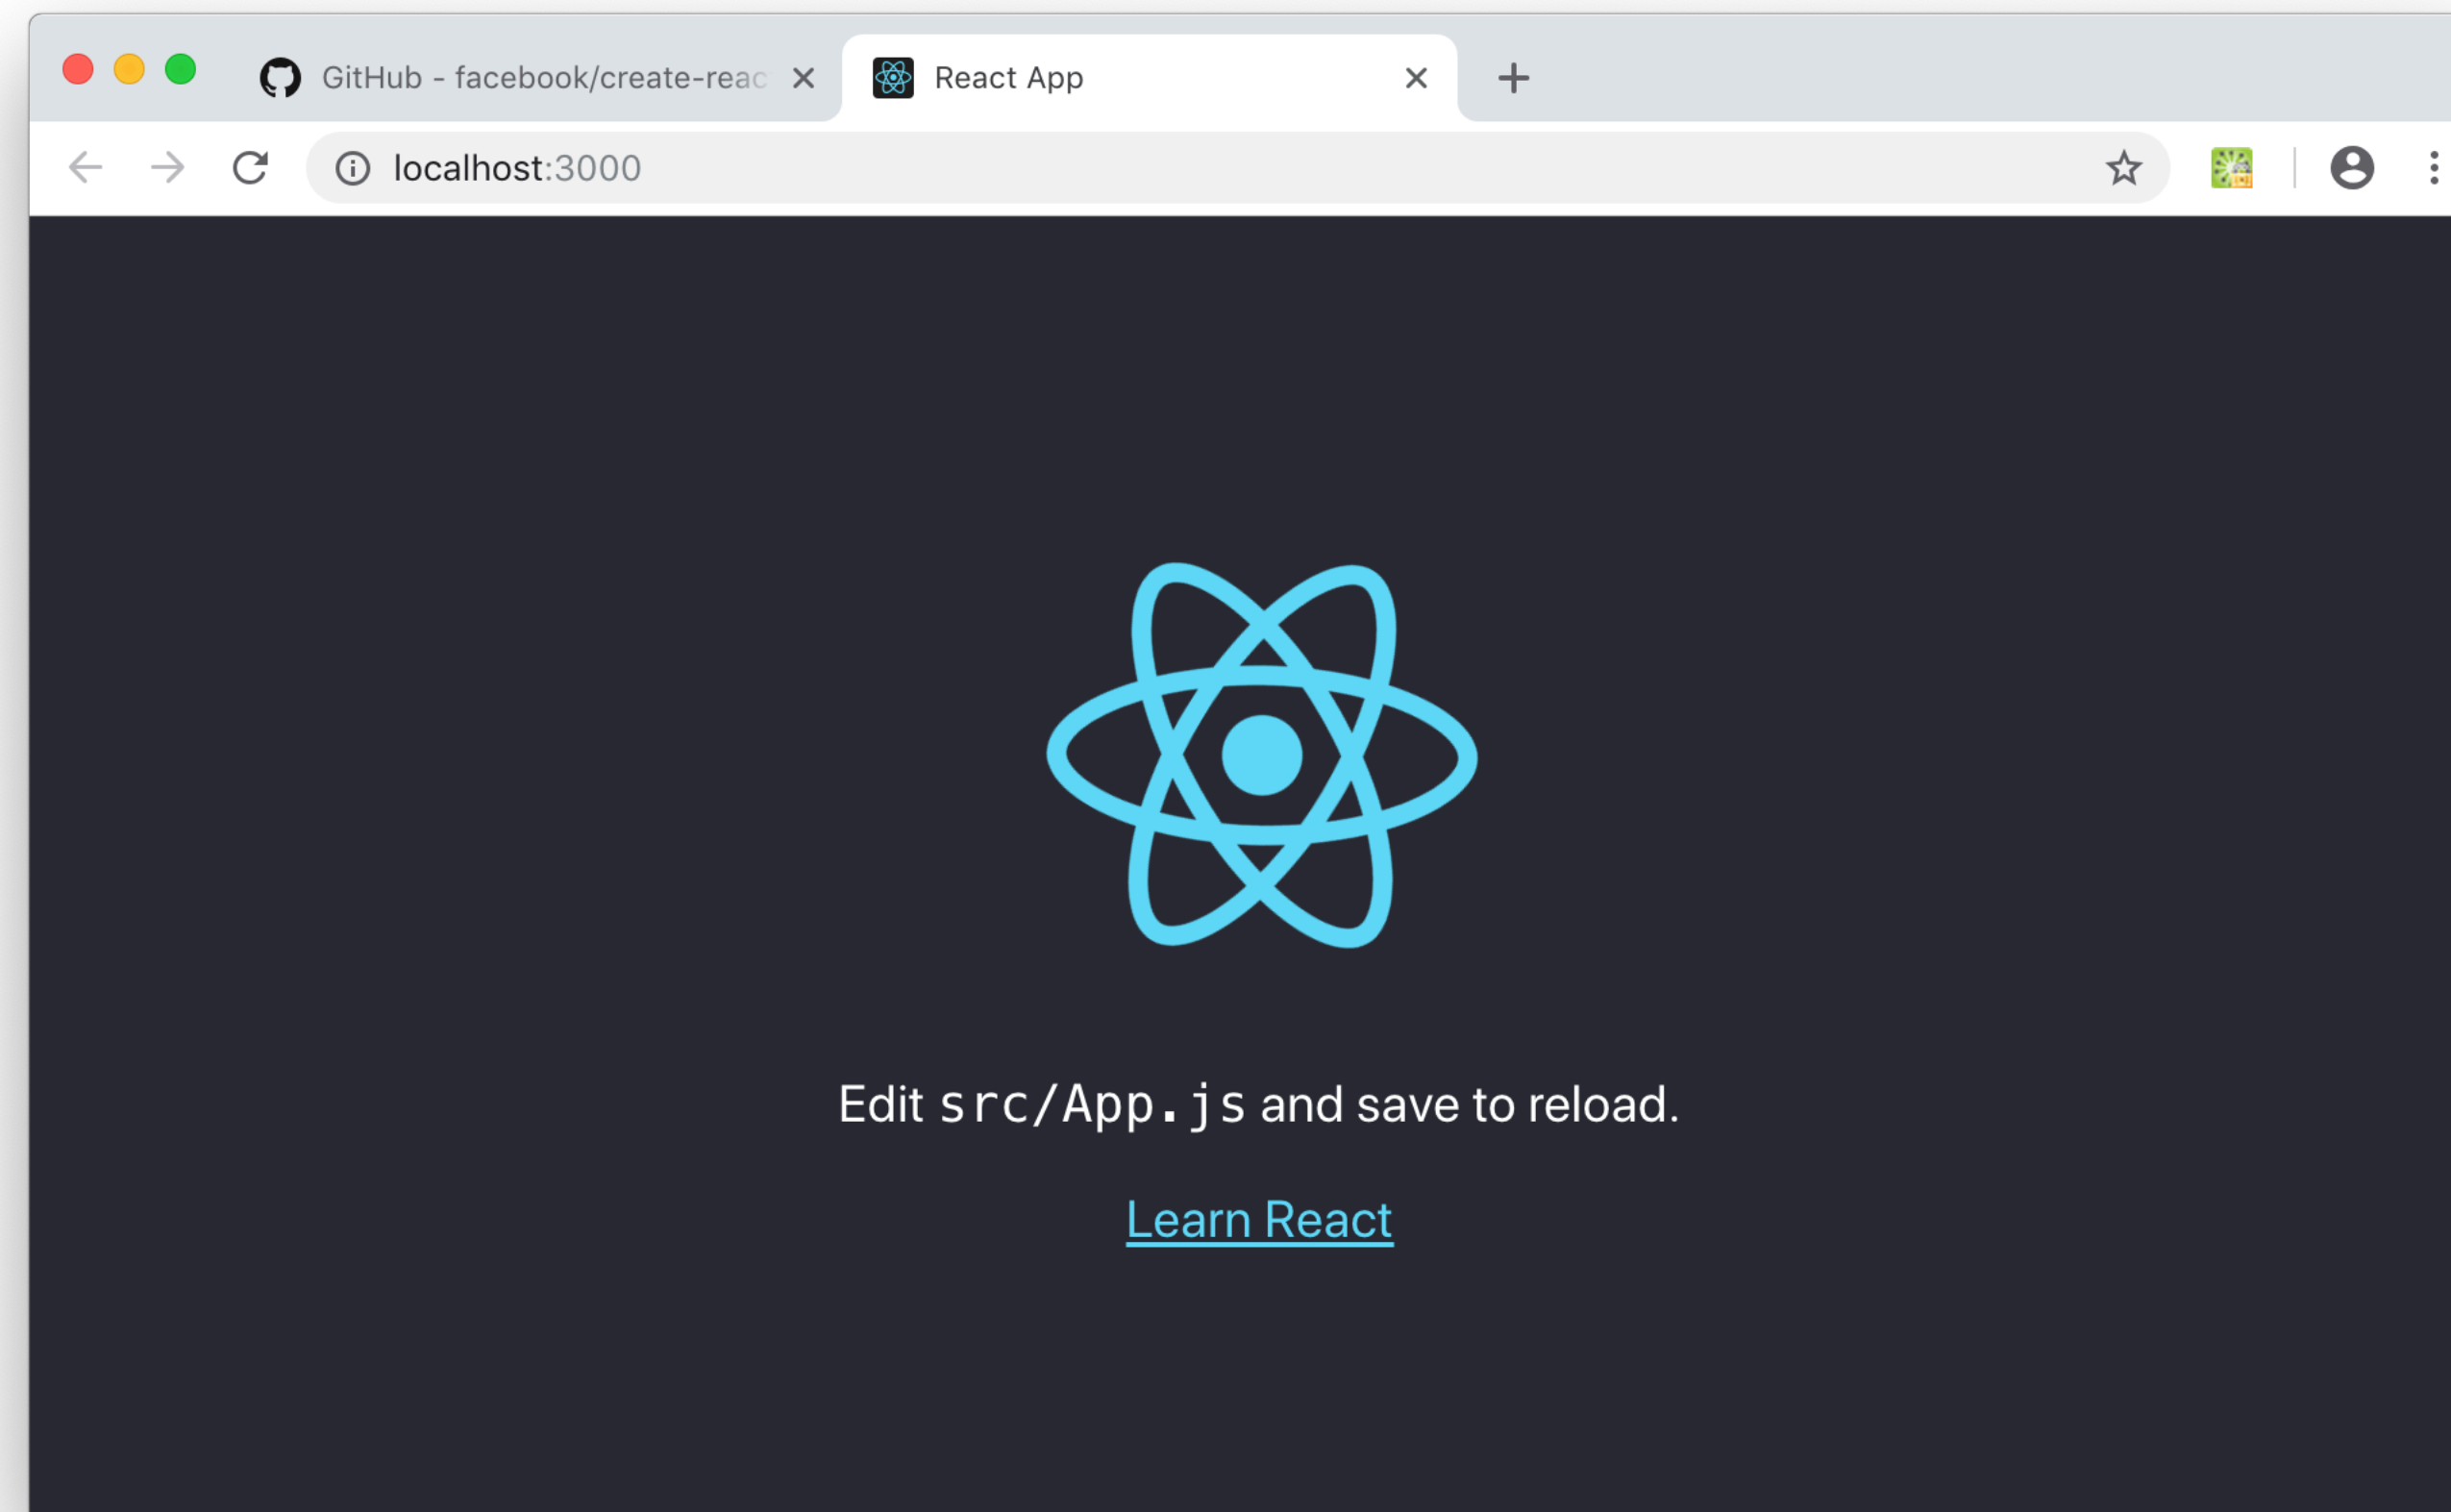 GitHub - facebook/create-reac
React App
localhost:3000
Edit src/App.js and save to reload.
Learn React